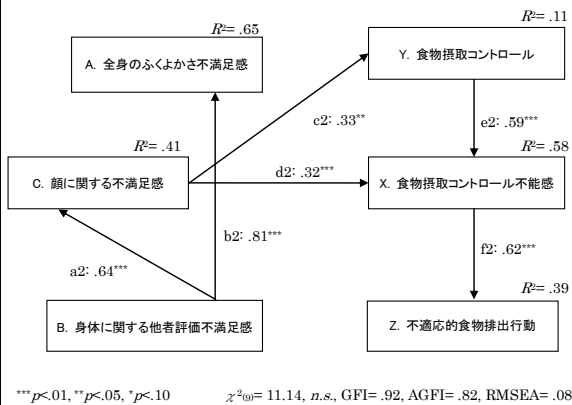 R²= .11
R²= .65
Y. 食物摂取コントロール
A. 全身のふくよかさ不満足感
c2: .33**
e2: .59***
R²= .41
R²= .58
d2: .32***
C. 顔に関する不満足感
X. 食物摂取コントロール不能感
b2: .81***
f2: .62***
a2: .64***
R²= .39
B. 身体に関する他者評価不満足感
Z. 不適応的食物排出行動
***p<.01, **p<.05, *p<.10
χ²₍₉₎= 11.14, n.s., GFI= .92, AGFI= .82, RMSEA= .08